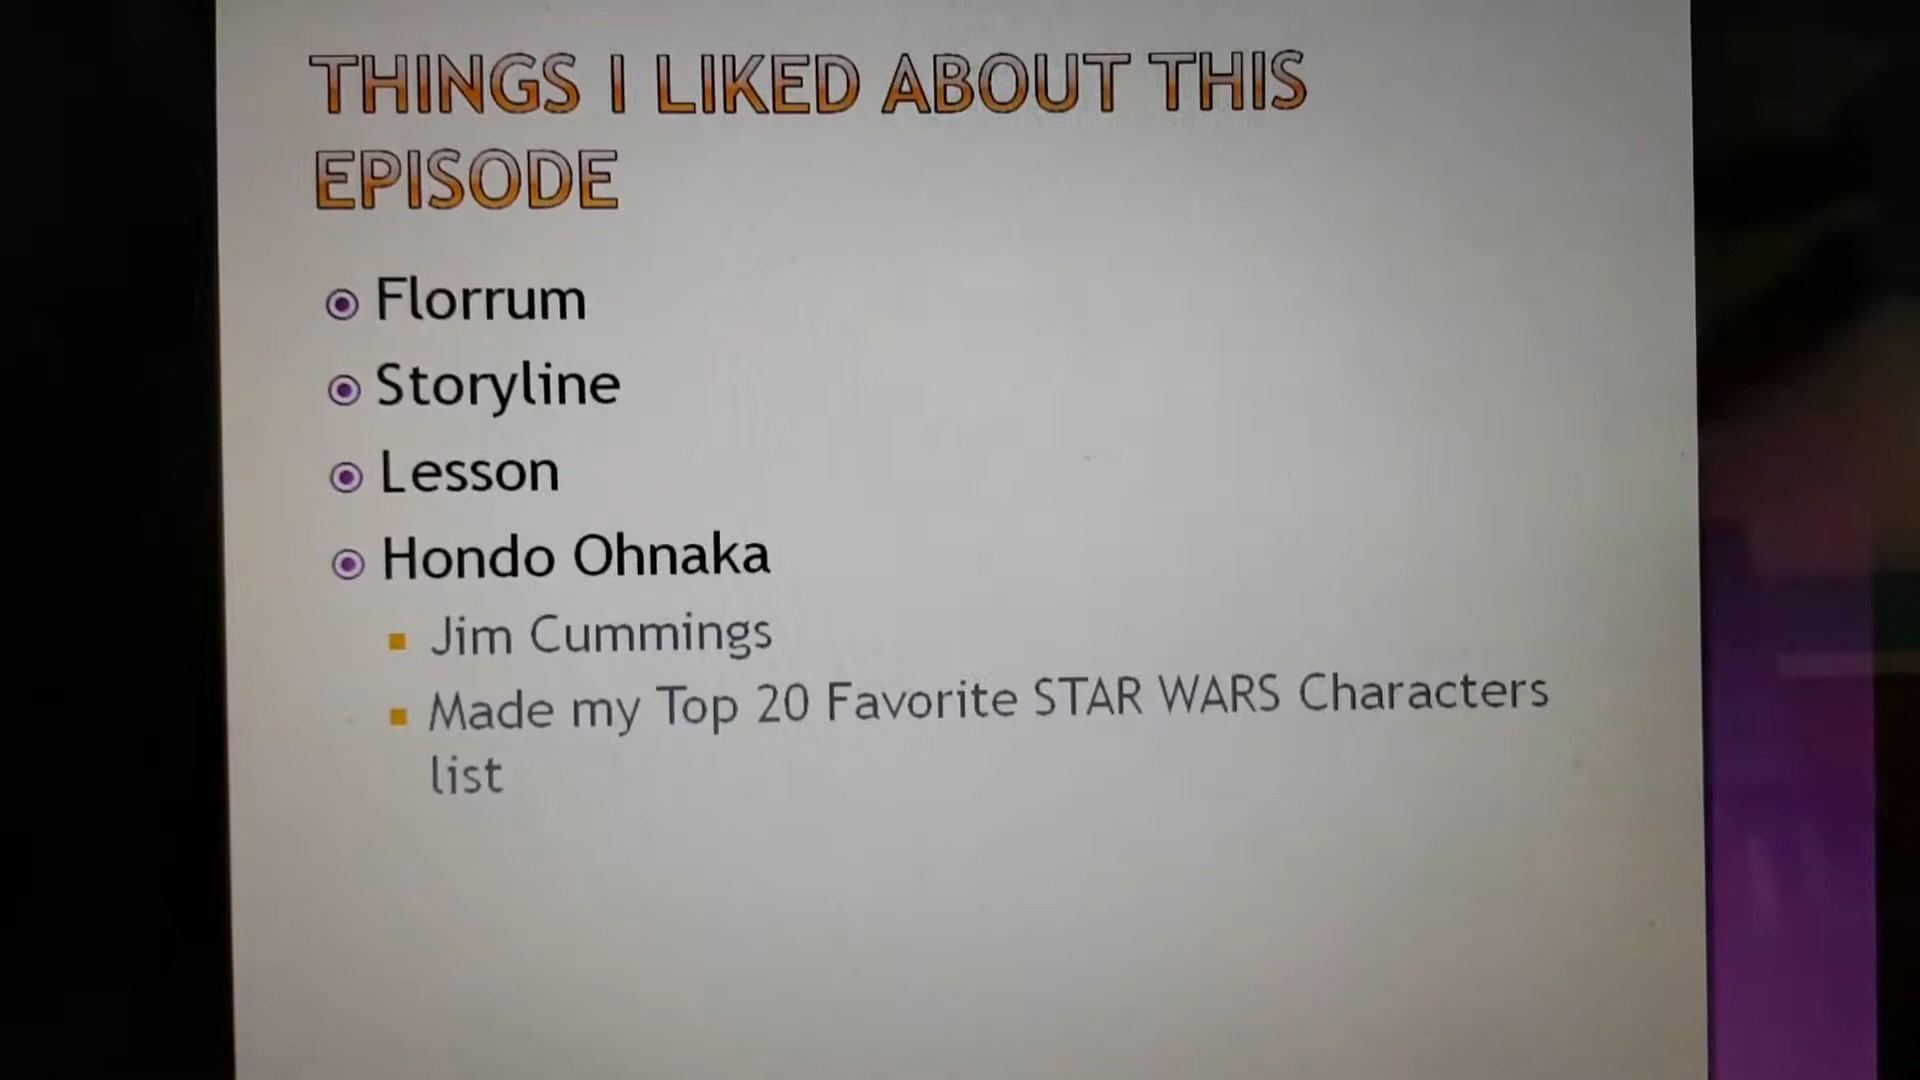 THINGS I LIKED ABOUT THIS
EPISODE
Florrum
Storyline
Lesson
Hondo Ohnaka
Jim Cummings
Made my Top 20 Favorite STAR WARS Characters
list